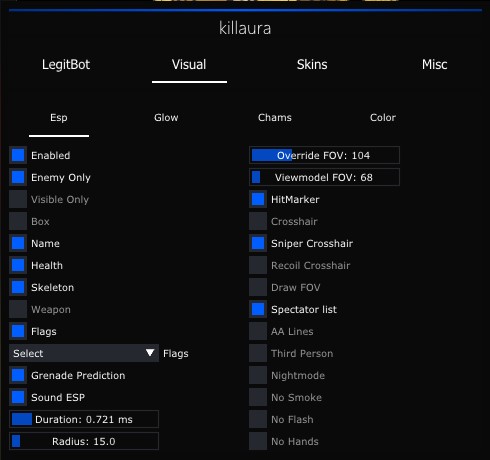 killaura
LegitBot Visual Skins Misc
Esp Glow Chams Color
Enabled
Enemy Only
Visible Only
Box
Name
Health
Skeleton
Weapon
Flags
Select Flags
Grenade Prediction
Sound ESP
Duration: 0.721 ms
Radius: 15.0
Override FOV: 104
Viewmodel FOV: 68
HitMarker
Crosshair
Sniper Crosshair
Recoil Crosshair
Draw FOV
Spectator list
AA Lines
Third Person
Nightmode
No Smoke
No Flash
No Hands